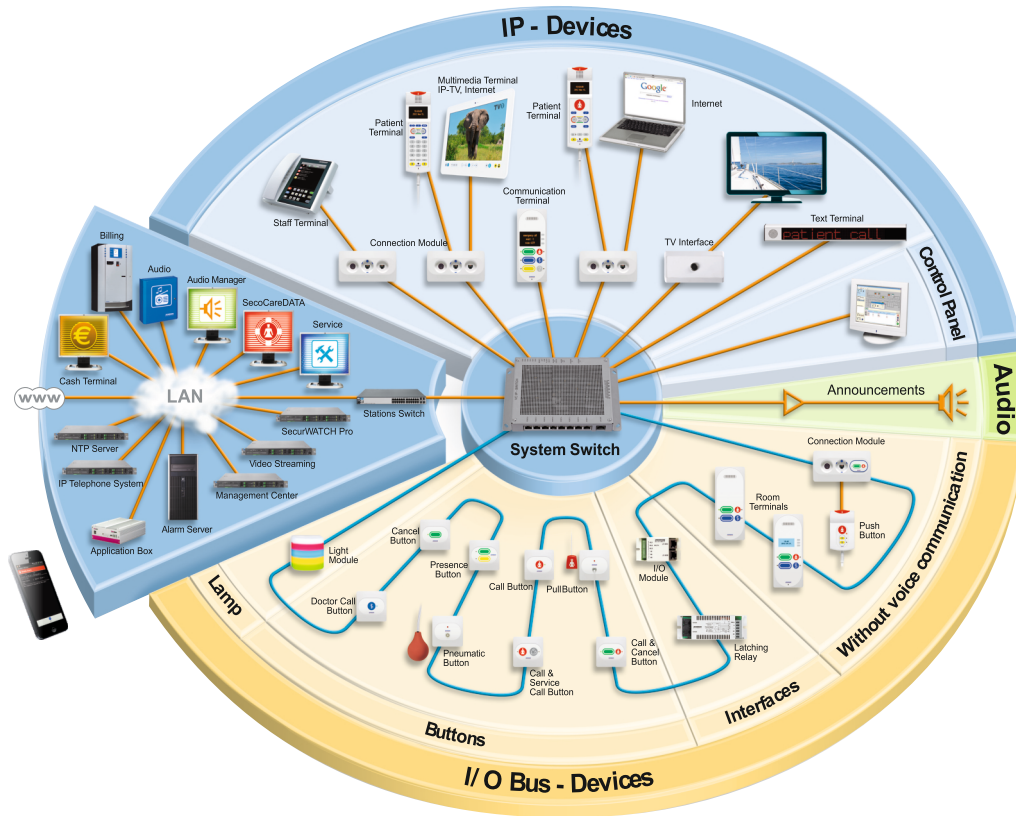 IP - Devices
Multimedia Terminal
IP-TV, Internet
Patient
Terminal
Patient
Terminal
Internet
Google
Communication
Terminal
Staff Terminal
Connection Module
TV Interface
Text Terminal
patient call
Control Panel
Billing
Audio
Audio Manager
SecoCareDATA
Service
Cash Terminal
LAN
www
Stations Switch
SecurWATCH Pro
NTP Server
Video Streaming
IP Telephone System
Management Center
Alarm Server
Application Box
System Switch
Announcements
Audio
Connection Module
Room
Terminals
Push
Button
Without voice communication
Light
Module
Lamp
Cancel
Button
Presence
Button
Doctor Call
Button
Pneumatic
Button
Call Button
PullButton
Call &
Service
Call Button
Call &
Cancel
Button
Buttons
I/O
Module
Latching
Relay
Interfaces
I/ O Bus - Devices